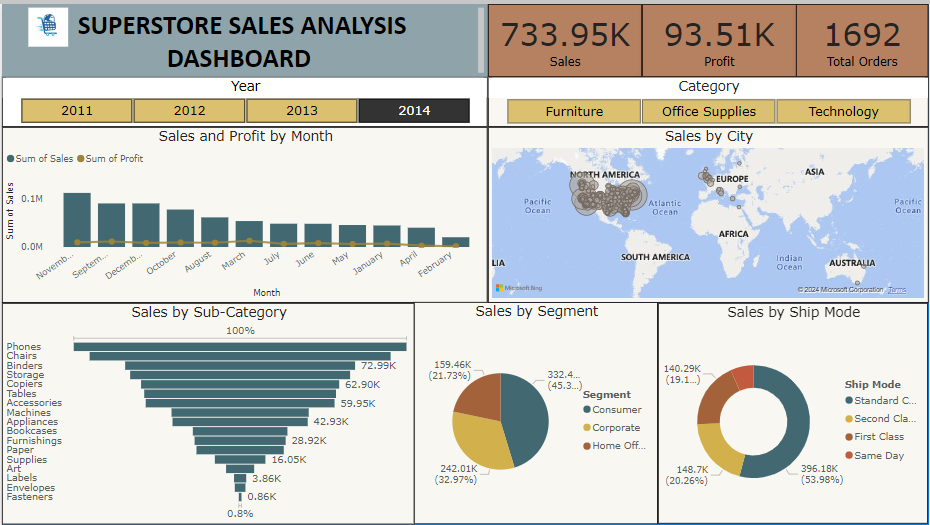 SUPERSTORE SALES ANALYSIS
DASHBOARD
733.95K
Sales
93.51K
Profit
1692
Total Orders
Year
2011
2012
2013
2014
Category
Furniture
Office Supplies
Technology
Sales and Profit by Month
Sum of Sales
Sum of Profit
Sum of Sales
0.1M
0.0M
Novemb...
Septem...
Decemb...
October
August
March
July
June
May
January
April
February
Month
Sales by City
NORTH AMERICA
EUROPE
ASIA
Pacific
Ocean
Atlantic
Ocean
Pacific
Ocean
AFRICA
SOUTH AMERICA
Indian
Ocean
LIA
AUSTRALIA
Microsoft Bing
© 2024 Microsoft Corporation
Terms
Sales by Sub-Category
100%
Phones
Chairs
Binders
72.99K
Storage
Copiers
62.90K
Tables
Accessories
59.95K
Machines
Appliances
42.93K
Bookcases
Furnishings
28.92K
Paper
Supplies
16.05K
Art
Labels
3.86K
Envelopes
Fasteners
0.86K
0.8%
Sales by Segment
159.46K
(21.73%)
332.4...
(45.3...)
242.01K
(32.97%)
Segment
Consumer
Corporate
Home Off...
Sales by Ship Mode
140.29K
(19.1...)
148.7K
(20.26%)
396.18K
(53.98%)
Ship Mode
Standard C...
Second Cla...
First Class
Same Day